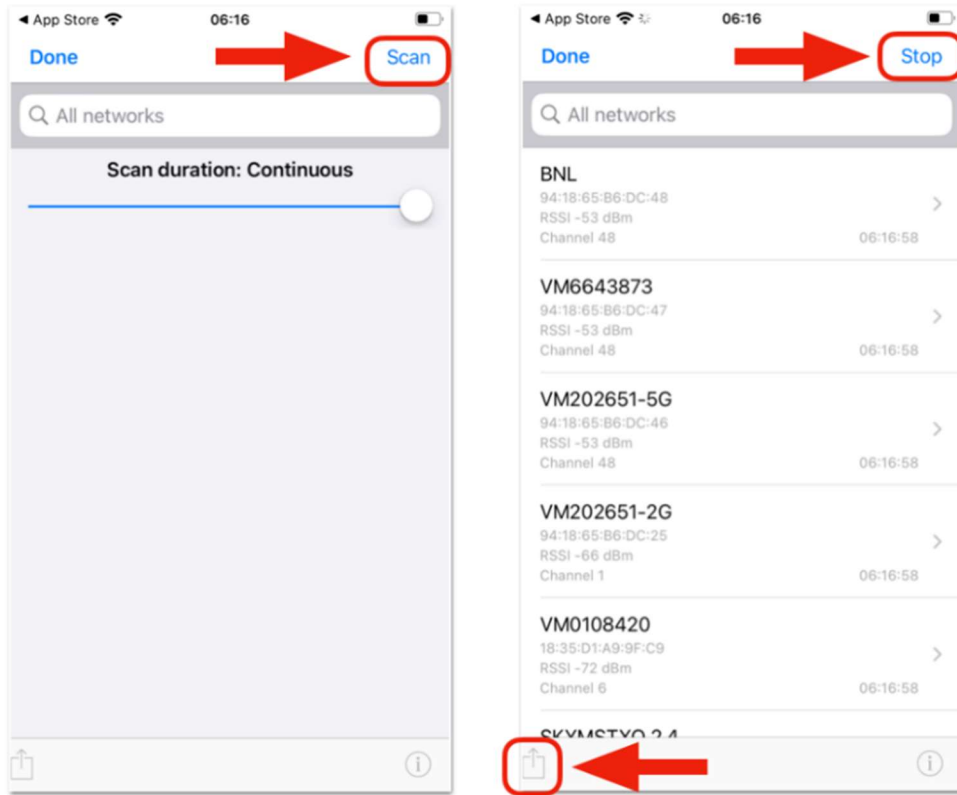 App Store
06:16
Done
Scan
All networks
Scan duration: Continuous
App Store
06:16
Done
Stop
All networks
BNL
94:18:65:B6:DC:48
RSSI -53 dBm
Channel 48
06:16:58
VM6643873
94:18:65:B6:DC:47
RSSI -53 dBm
Channel 48
06:16:58
VM202651-5G
94:18:65:B6:DC:46
RSSI -53 dBm
Channel 48
06:16:58
VM202651-2G
94:18:65:B6:DC:25
RSSI -66 dBm
Channel 1
06:16:58
VM0108420
18:35:D1:A9:9F:C9
RSSI -72 dBm
Channel 6
06:16:58